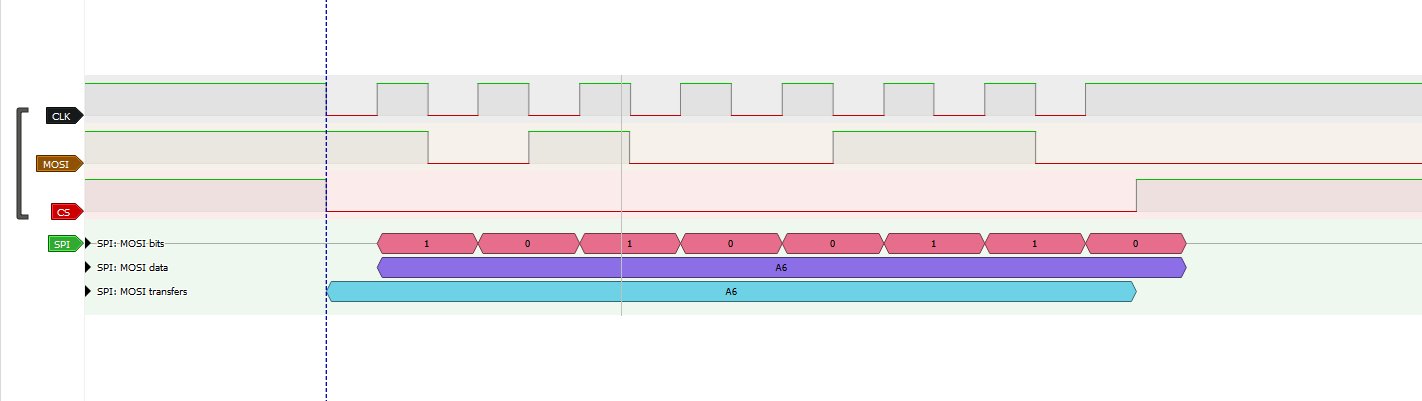 CLK
MOSI
CS
SPI
SPI: MOSI bits
1 0 1 0 0 1 1 0
SPI: MOSI data
A6
SPI: MOSI transfers
A6